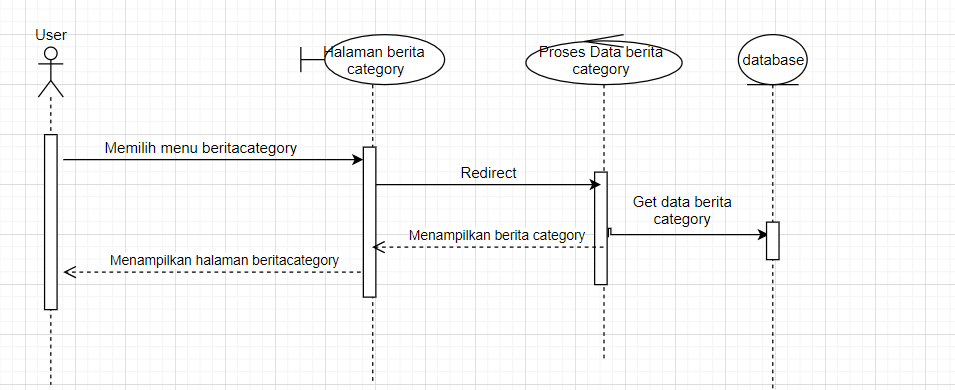 User
Halaman berita
category
Proses Data berita
category
database
Memilih menu beritacategory
Redirect
Get data berita
category
Menampilkan berita category
Menampilkan halaman beritacategory